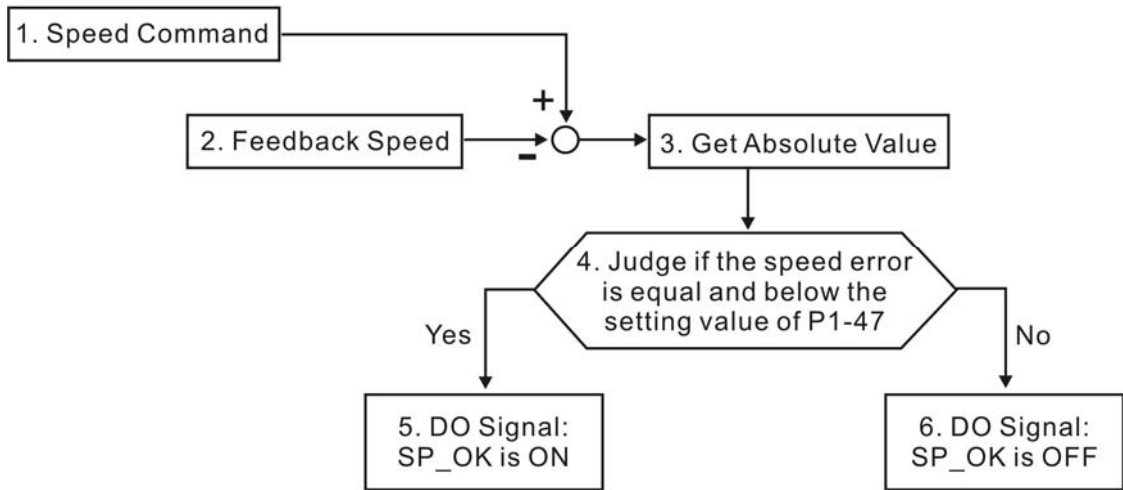 1. Speed Command
+
2. Feedback Speed
-
3. Get Absolute Value
4. Judge if the speed error
is equal and below the
setting value of P1-47
Yes
No
5. DO Signal:
SP_OK is ON
6. DO Signal:
SP_OK is OFF